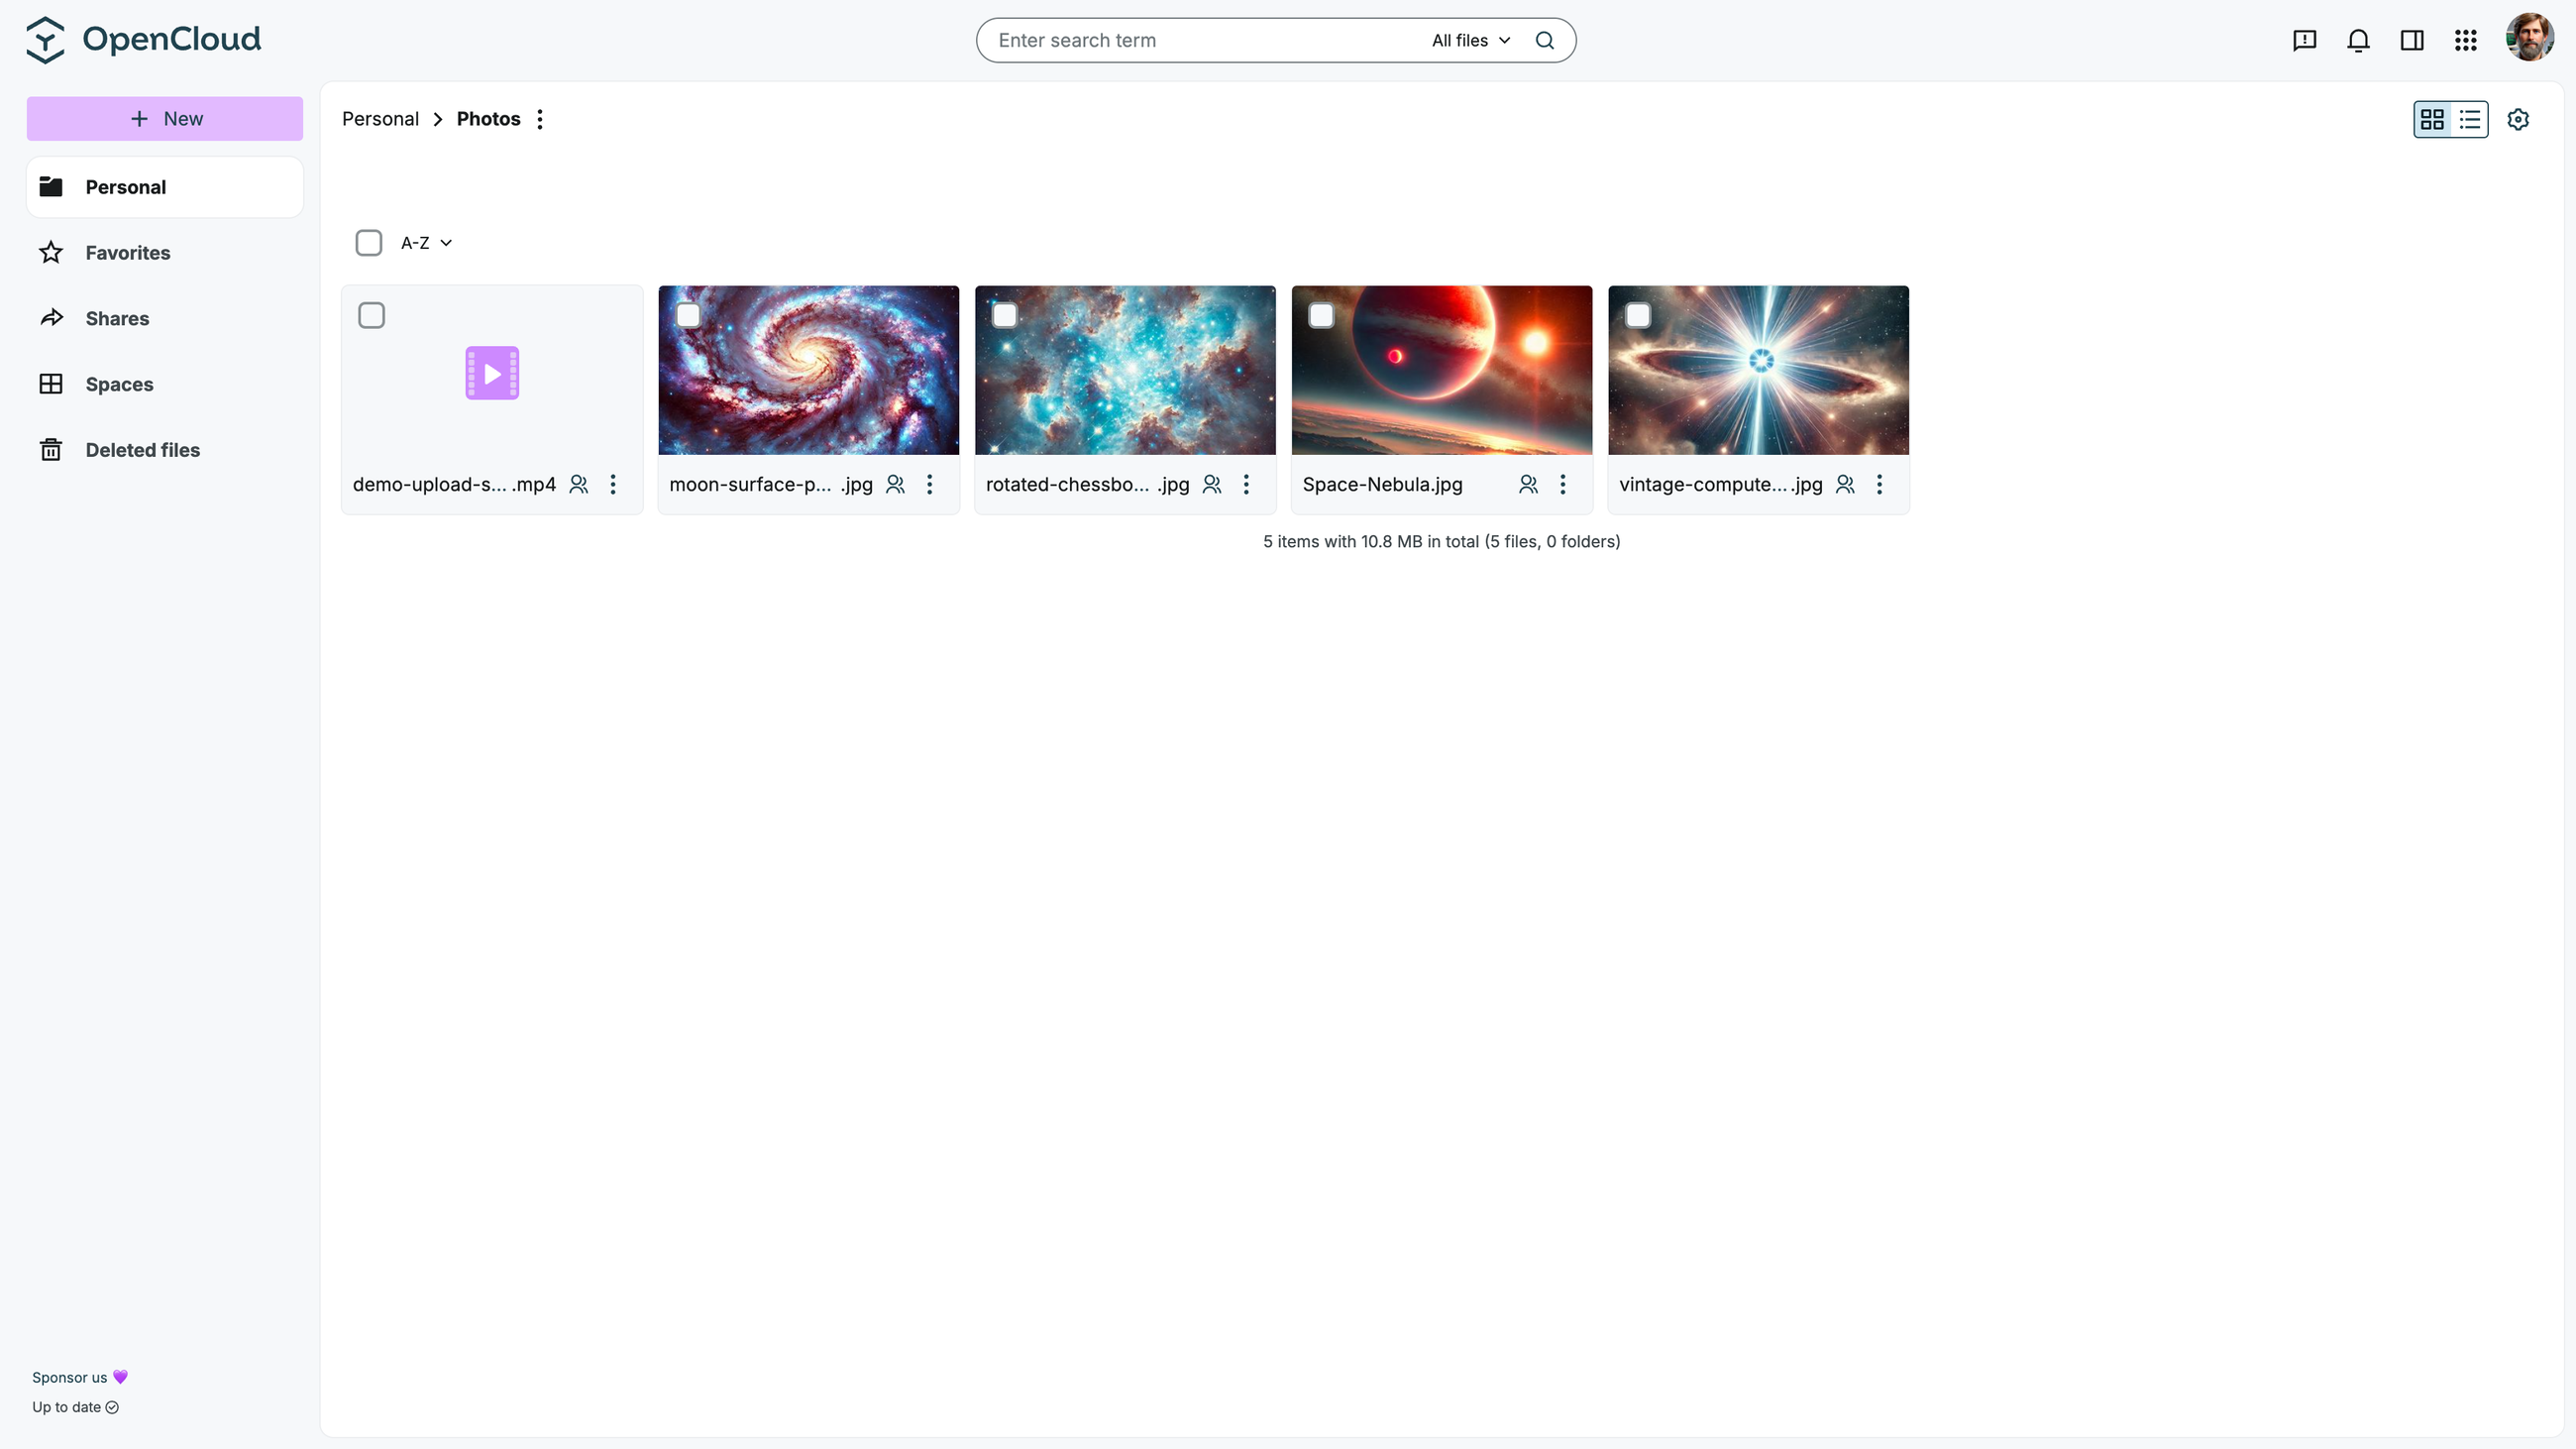 OpenCloud
Enter search term
All files
New
Personal
Favorites
Shares
Spaces
Deleted files
Personal
Photos
A-Z
demo-upload-s... .mp4
moon-surface-p... .jpg
rotated-chessbo... .jpg
Space-Nebula.jpg
vintage-compute... .jpg
5 items with 10.8 MB in total (5 files, 0 folders)
Sponsor us 💜
Up to date